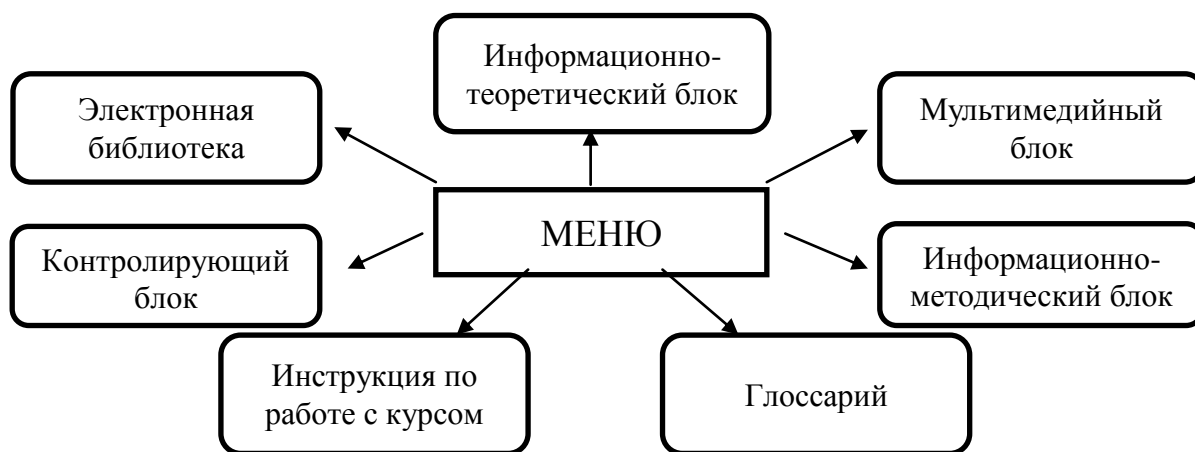 Информационно-
теоретический блок
Электронная
библиотека
Мультимедийный
блок
МЕНЮ
Контролирующий
блок
Информационно-
методический блок
Инструкция по
работе с курсом
Глоссарий